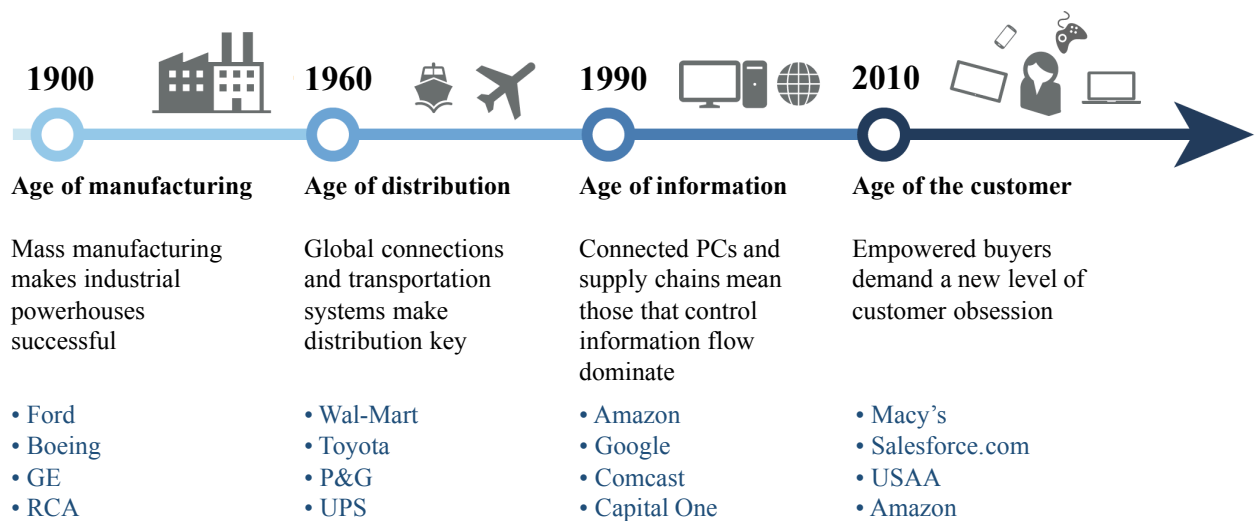 1900
1960
1990
2010
Age of manufacturing
Age of distribution
Age of information
Age of the customer
Mass manufacturing
makes industrial
powerhouses
successful
Global connections
and transportation
systems make
distribution key
Connected PCs and
supply chains mean
those that control
information flow
dominate
Empowered buyers
demand a new level of
customer obsession
• Ford
• Boeing
• GE
• RCA
• Wal-Mart
• Toyota
• P&G
• UPS
• Amazon
• Google
• Comcast
• Capital One
• Macy’s
• Salesforce.com
• USAA
• Amazon